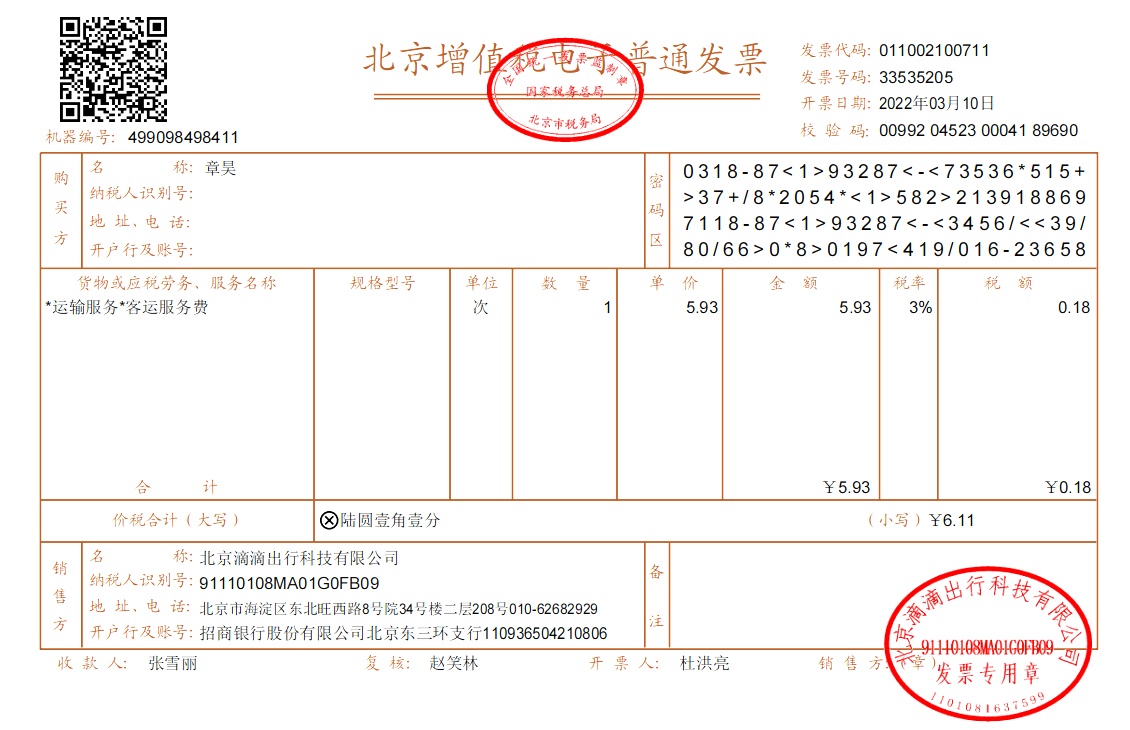 北京增值税电子普通发票
全国统一发票监制章
国家税务总局
北京市税务局
发票代码: 011002100711
发票号码: 33535205
开票日期: 2022年03月10日
校 验 码: 00992 04523 00041 89690
机器编号: 499098498411
购买方
名 称: 章昊
纳税人识别号:
地 址、电 话:
开户行及账号:
密码区
0318-87<1>93287<-<73536*515+
>37+/8*2054*<1>582>213918869
7118-87<1>93287<-<3456/<<39/
80/66>0*8>0197<419/016-23658
货物或应税劳务、服务名称 规格型号 单位 数 量 单 价 金 额 税率 税 额
*运输服务*客运服务费 次 1 5.93 5.93 3% 0.18
合 计 ￥5.93 ￥0.18
价税合计（大写） ⊗陆圆壹角壹分 （小写）￥6.11
销售方
名 称: 北京滴滴出行科技有限公司
纳税人识别号: 91110108MA01G0FB09
地 址、电 话: 北京市海淀区东北旺西路8号院34号楼二层208号010-62682929
开户行及账号: 招商银行股份有限公司北京东三环支行110936504210806
备注
收 款 人: 张雪丽 复 核: 赵笑林 开 票 人: 杜洪亮 销 售 方:（章）
北京滴滴出行科技有限公司
91110108MA01G0FB09
发票专用章
1101081637599